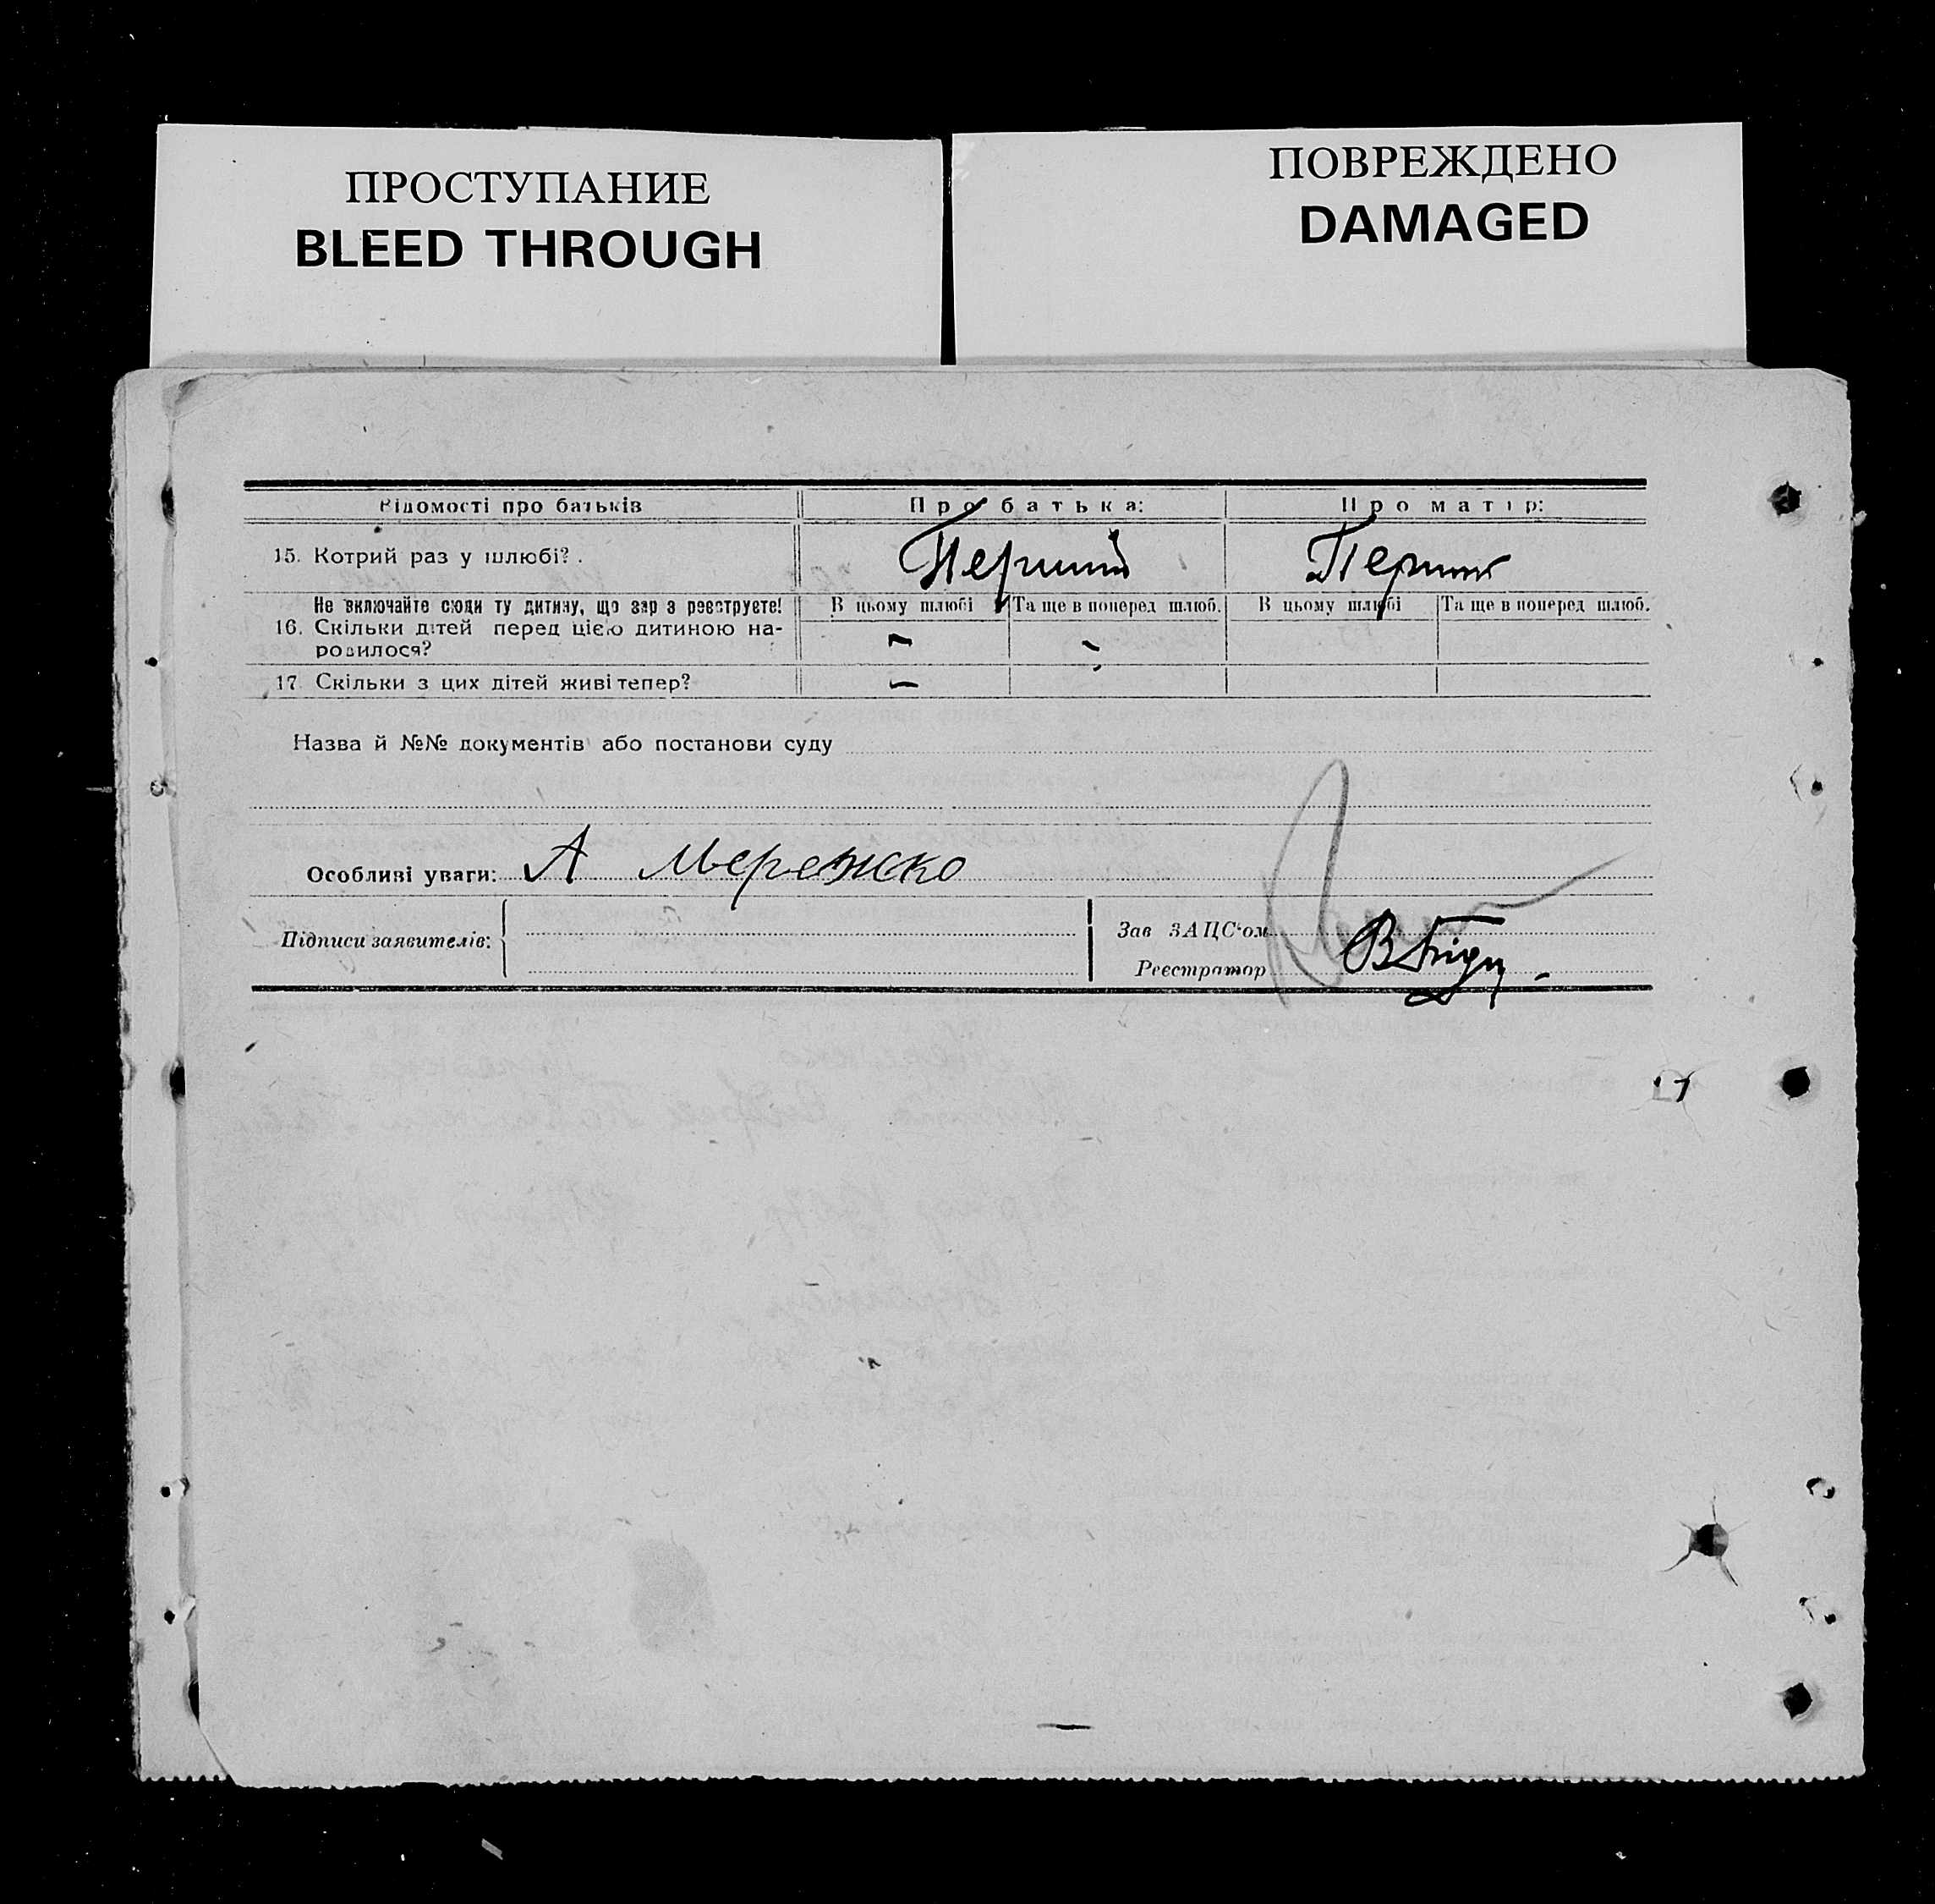 ПРОСТУПАНИЕ
BLEED THROUGH
ПОВРЕЖДЕНО
DAMAGED
Відомості про батьків Про батька: Про матір:
15. Котрий раз у шлюбі? . Перший Перший
Не включайте сюди ту дитину, що зараз реєструєте! В цьому шлюбі Та ще в поперед шлюб. В цьому шлюбі Та ще в поперед шлюб.
16. Скільки дітей перед цією дитиною на- – –
родилося?
17. Скільки з цих дітей живі тепер? –
Назва й №№ документів або постанови суду
Особливі уваги: А Мережко
Підписи заявителів:
Зав ЗАЦС'ом
Реєстратор